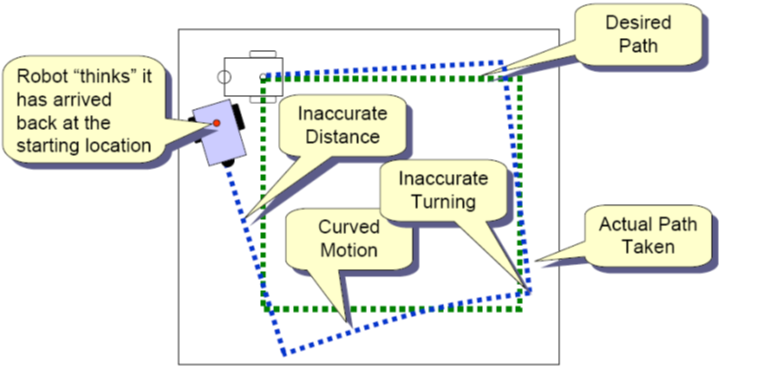 Desired
Path
Robot “thinks” it
has arrived
back at the
starting location
Inaccurate
Distance
Inaccurate
Turning
Curved
Motion
Actual Path
Taken